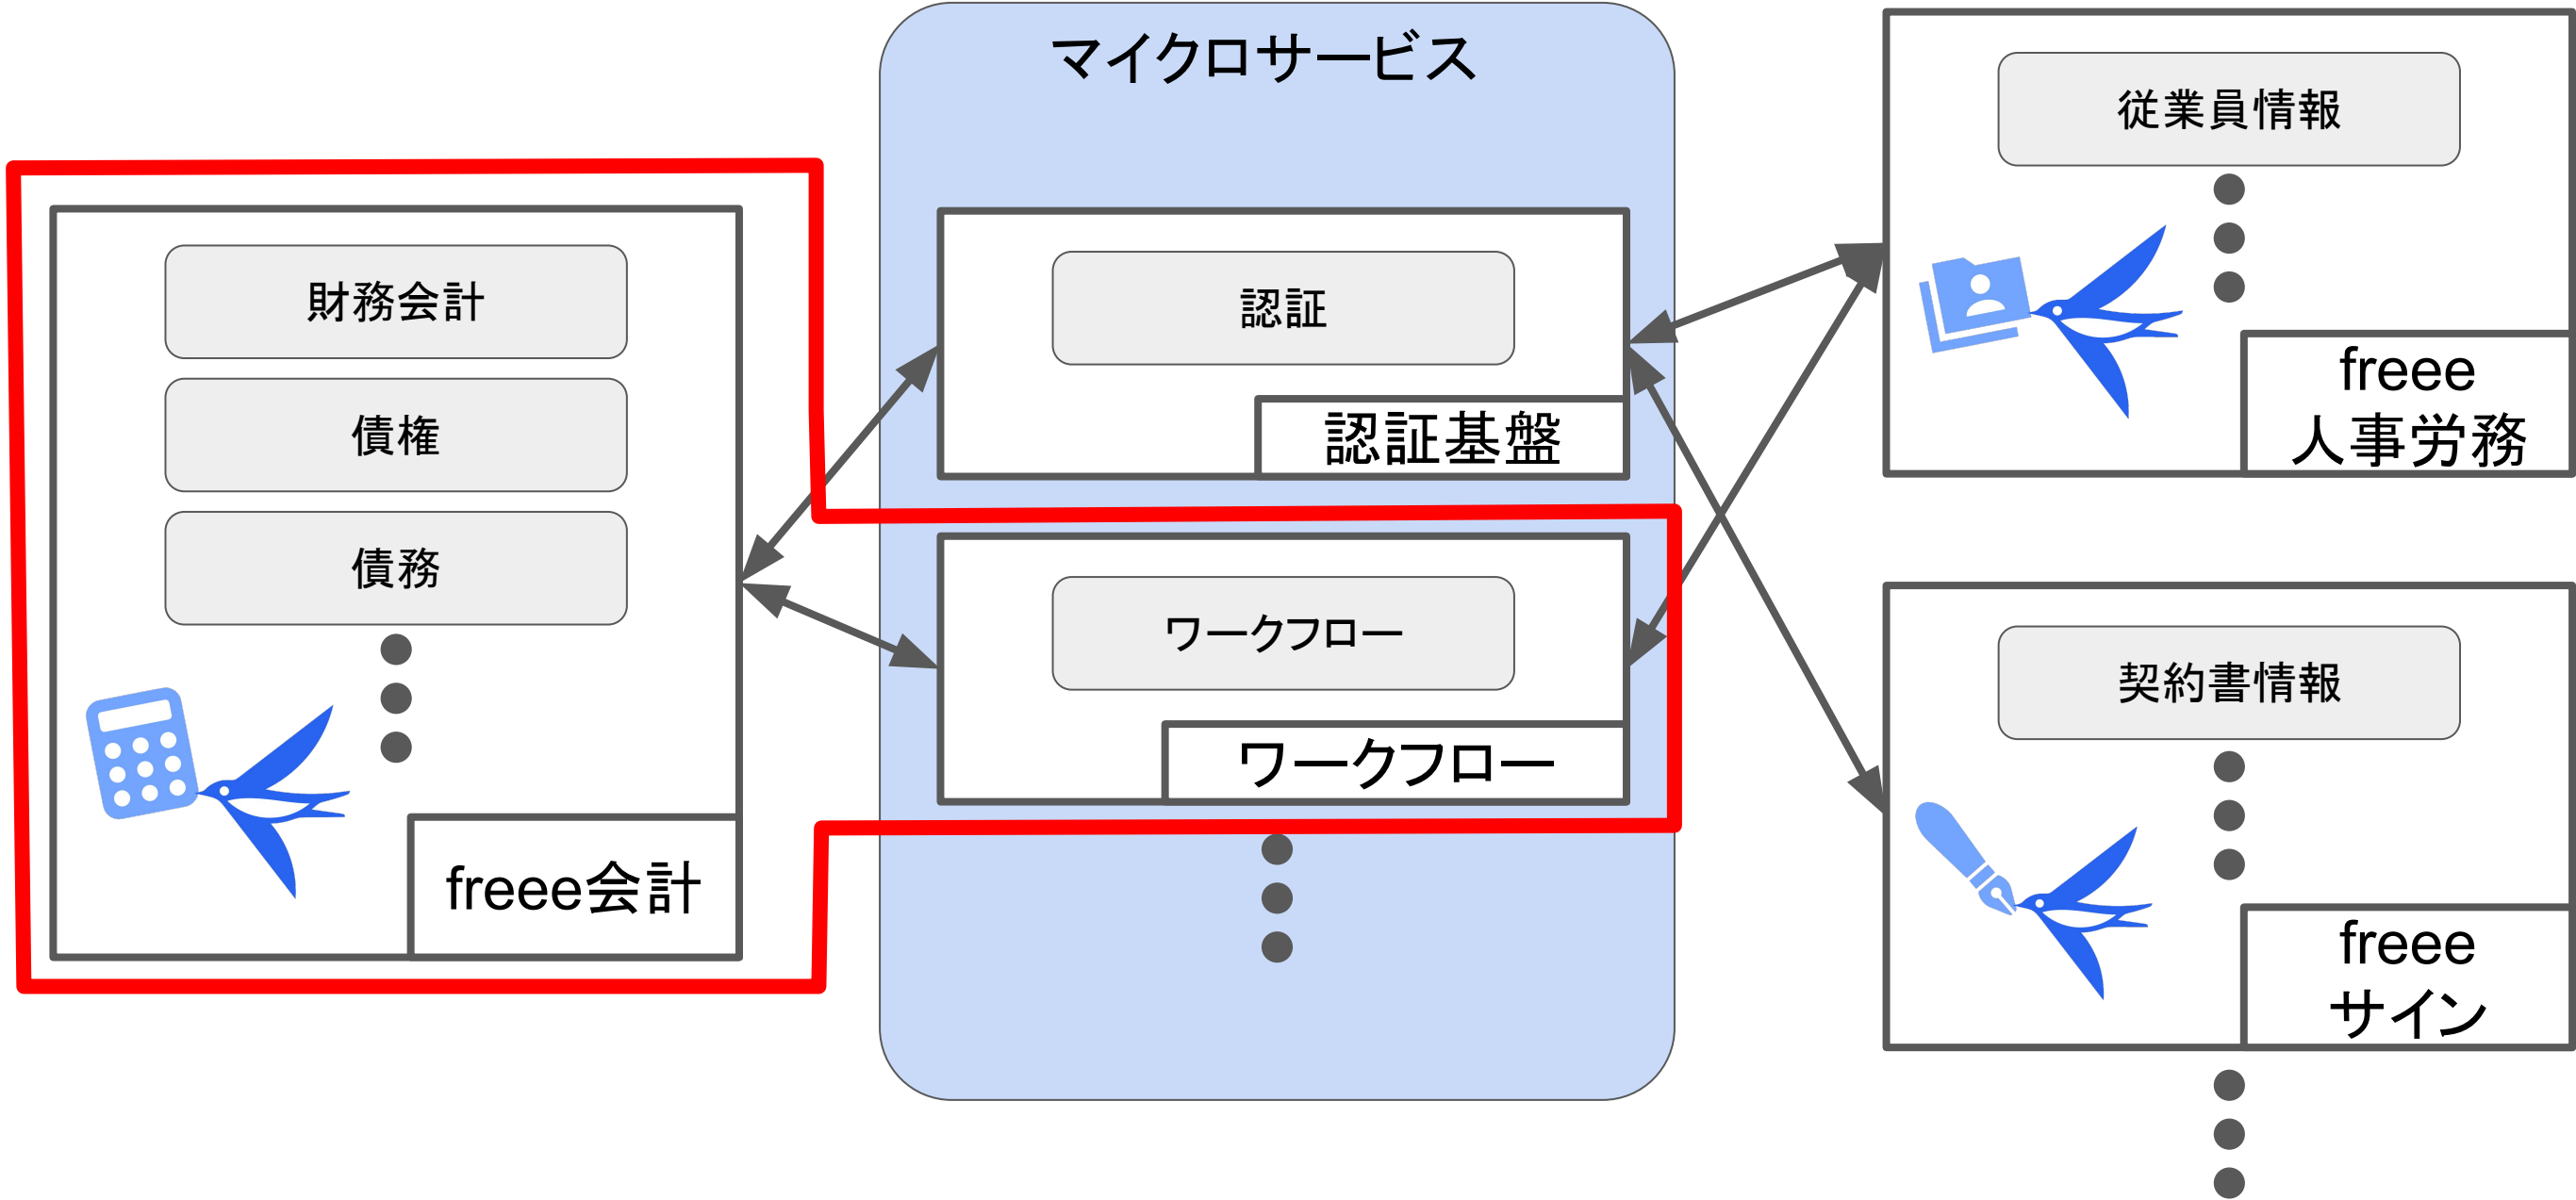 マイクロサービス
財務会計
債権
債務
freee会計
認証
認証基盤
ワークフロー
ワークフロー
従業員情報
freee
人事労務
契約書情報
freee
サイン